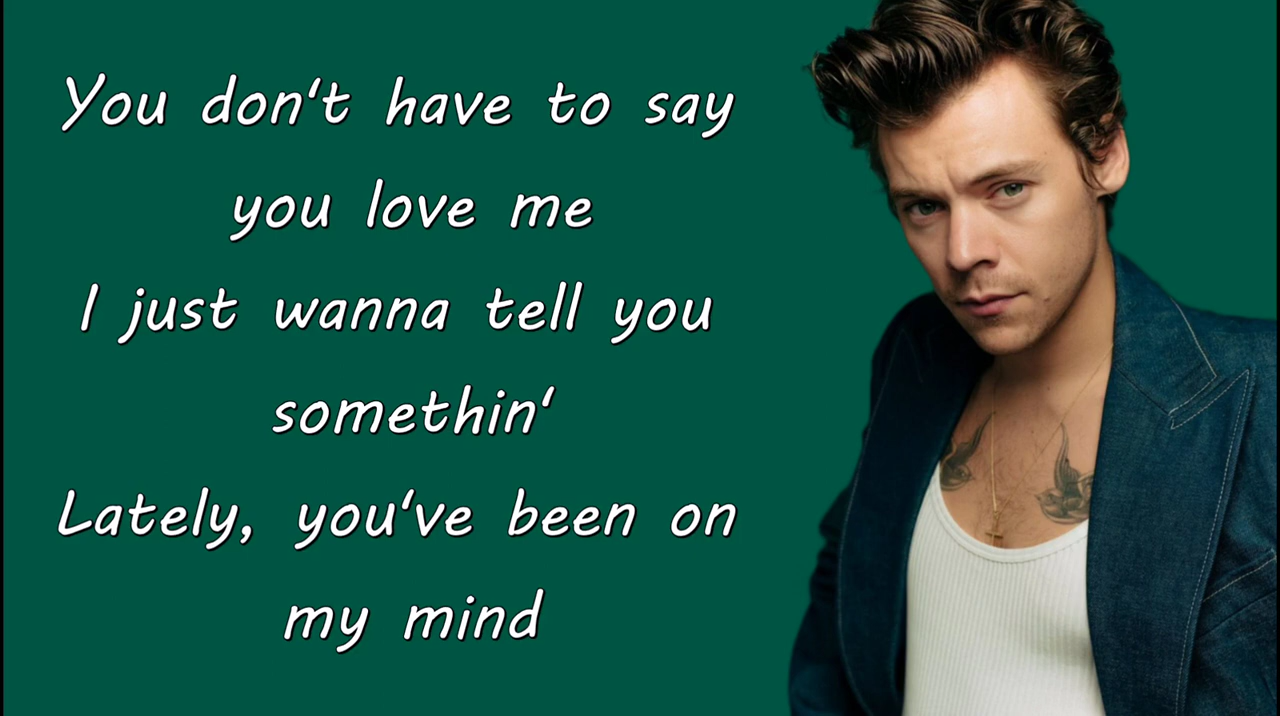 You don't have to say
you love me
I just wanna tell you
somethin'
Lately, you've been on
my mind